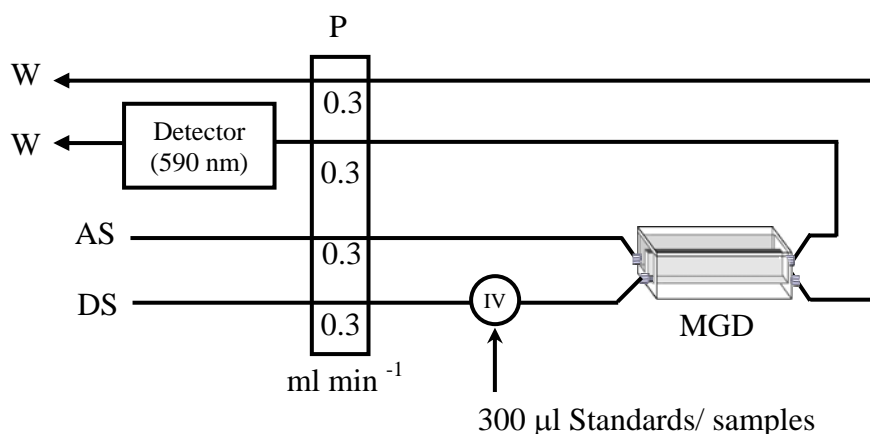 P
W
0.3
W
Detector
(590 nm)
0.3
AS
0.3
DS
IV
0.3
MGD
ml min -1
300 μl Standards/ samples